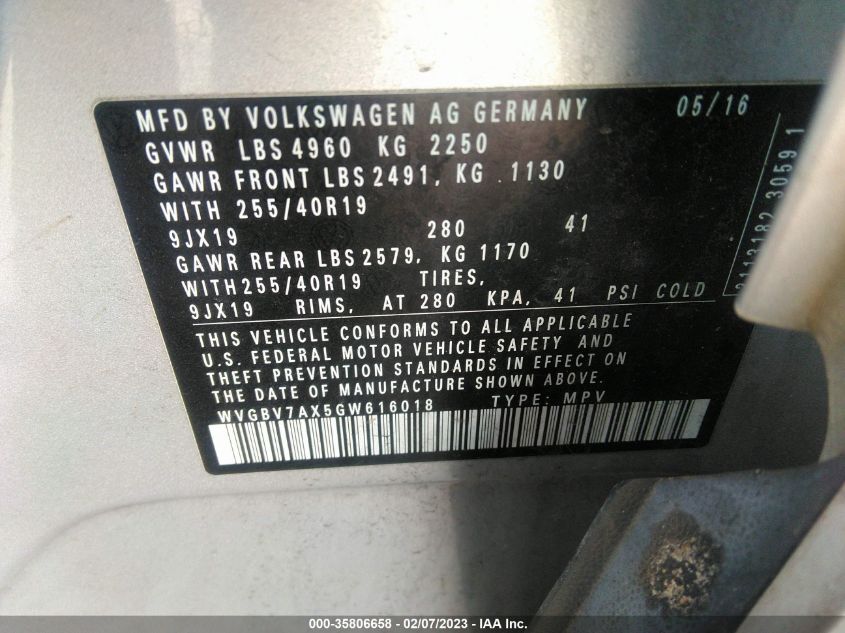 MFD BY VOLKSWAGEN AG GERMANY 05/16
GVWR LBS 4960 KG 2250
GAWR FRONT LBS 2491, KG 1130
WITH 255/40R19
9JX19 280 41
GAWR REAR LBS 2579, KG 1170
WITH 255/40R19 TIRES,
9JX19 RIMS, AT 280 KPA, 41 PSI COLD
THIS VEHICLE CONFORMS TO ALL APPLICABLE
U.S. FEDERAL MOTOR VEHICLE SAFETY AND
THEFT PREVENTION STANDARDS IN EFFECT ON
THE DATE OF MANUFACTURE SHOWN ABOVE.
WVGBV7AX5GW616018 TYPE: MPV
3059 1
000-35806658 - 02/07/2023 - IAA Inc.